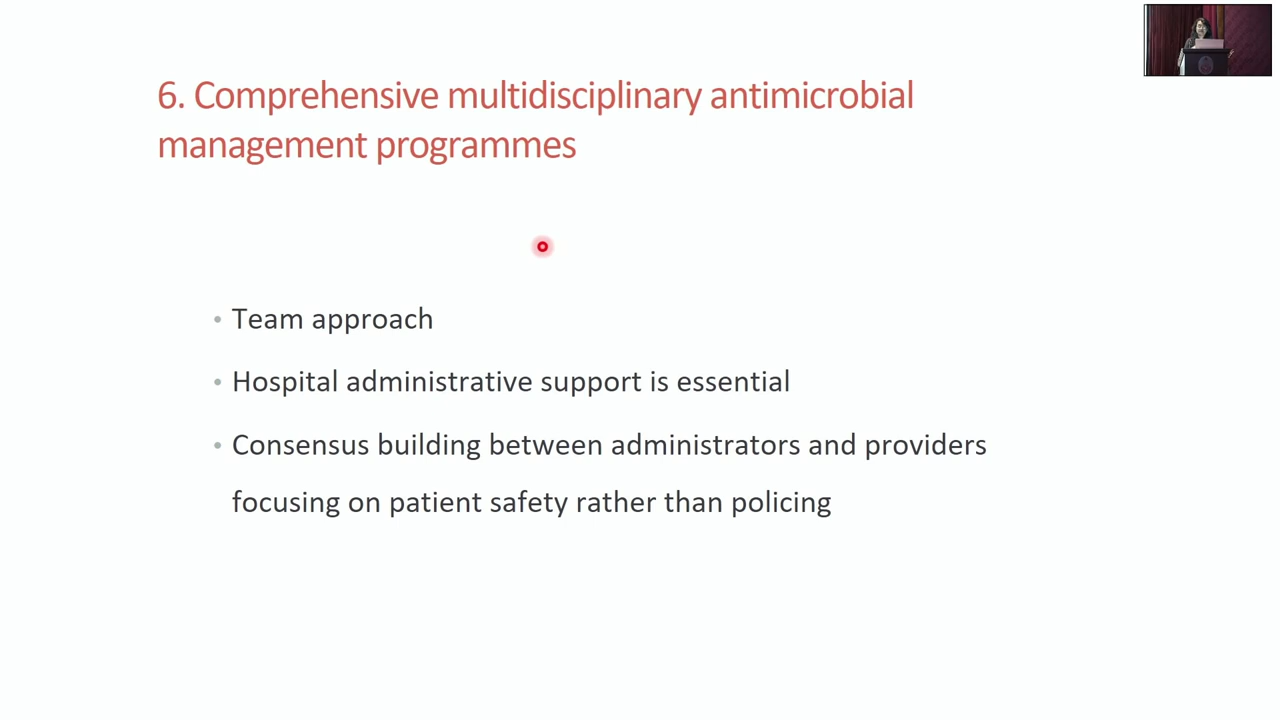 6. Comprehensive multidisciplinary antimicrobial
management programmes
• Team approach
• Hospital administrative support is essential
• Consensus building between administrators and providers
focusing on patient safety rather than policing